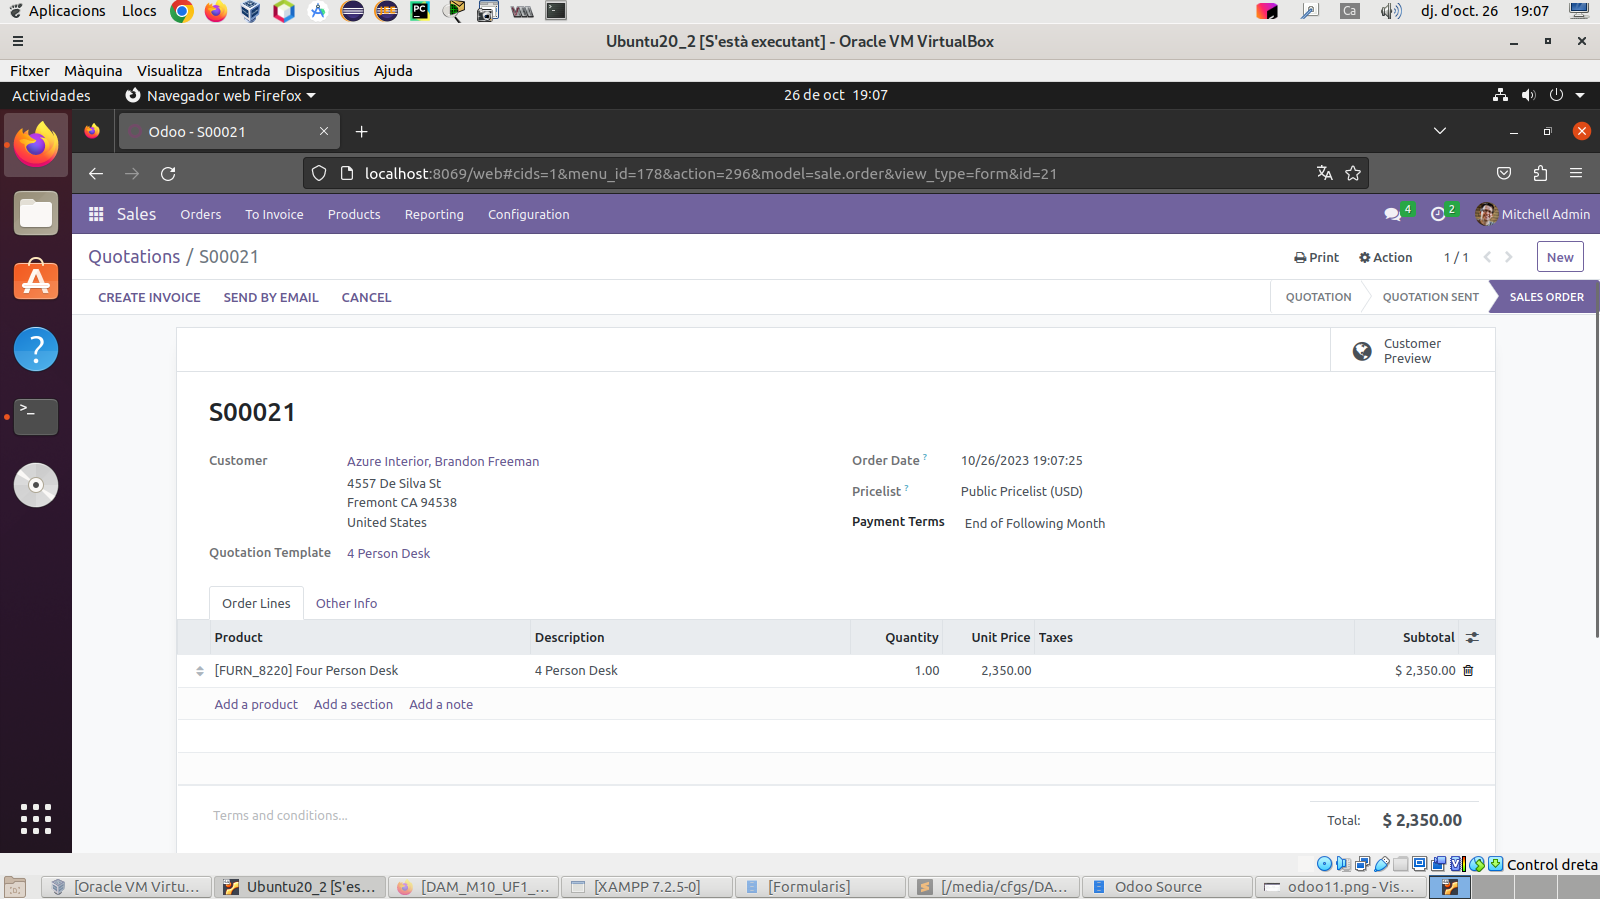 Aplicacions Llocs Ca dj. d'oct. 26 19:07
Ubuntu20_2 [S'està executant] - Oracle VM VirtualBox
Fitxer Màquina Visualitza Entrada Dispositius Ajuda
Actividades Navegador web Firefox 26 de oct 19:07
Odoo - S00021
localhost:8069/web#cids=1&menu_id=178&action=296&model=sale.order&view_type=form&id=21
Sales Orders To Invoice Products Reporting Configuration 4 2 Mitchell Admin
Quotations / S00021 Print Action 1 / 1 New
CREATE INVOICE SEND BY EMAIL CANCEL QUOTATION QUOTATION SENT SALES ORDER
Customer
Preview
S00021
Customer Azure Interior, Brandon Freeman Order Date ? 10/26/2023 19:07:25
4557 De Silva St
Fremont CA 94538 Pricelist ? Public Pricelist (USD)
United States Payment Terms End of Following Month
Quotation Template 4 Person Desk
Order Lines Other Info
Product Description Quantity Unit Price Taxes Subtotal
[FURN_8220] Four Person Desk 4 Person Desk 1.00 2,350.00 $ 2,350.00
Add a product Add a section Add a note
Terms and conditions... Total: $ 2,350.00
Control dreta
[Oracle VM Virtu... Ubuntu20_2 [S'es... [DAM_M10_UF1_... [XAMPP 7.2.5-0] [Formularis] [/media/cfgs/DA... Odoo Source odoo11.png - Vis...